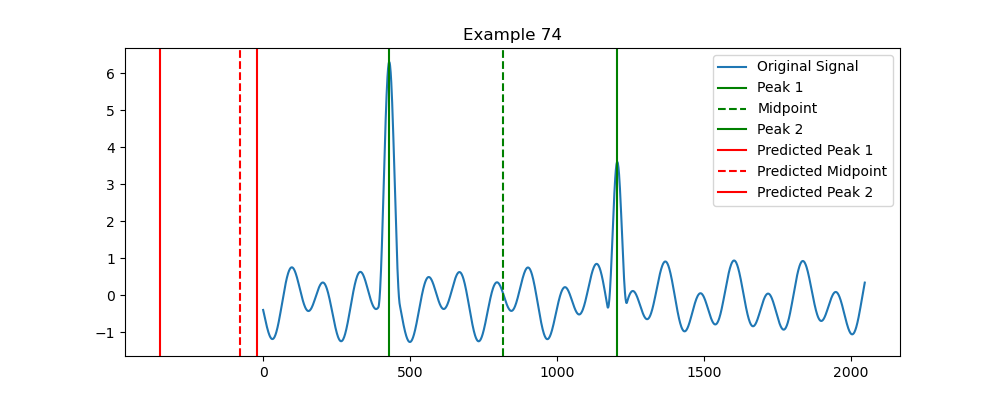 Example 74
Original Signal
Peak 1
Midpoint
Peak 2
Predicted Peak 1
Predicted Midpoint
Predicted Peak 2
6
5
4
3
2
1
0
−1
0 500 1000 1500 2000